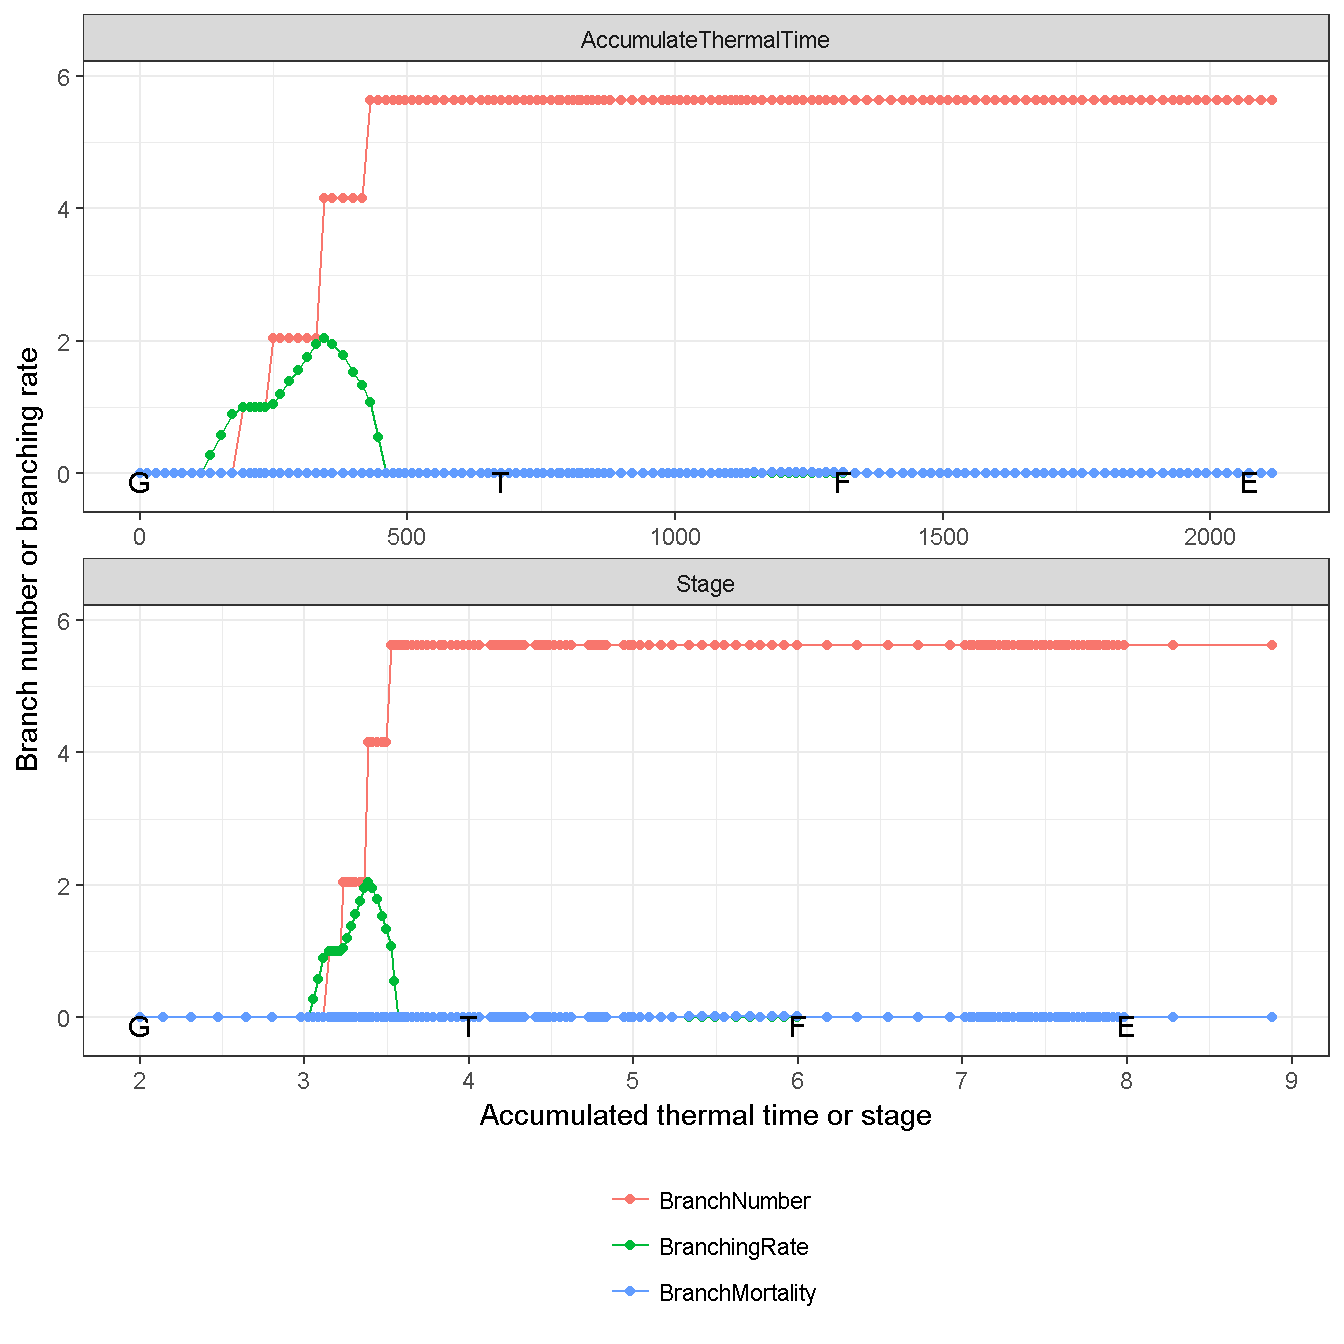 AccumulateThermalTime
6
4
2
0
G T F E
0 500 1000 1500 2000
Branch number or branching rate
Stage
6
4
2
0
G T F E
2 3 4 5 6 7 8 9
Accumulated thermal time or stage
BranchNumber
BranchingRate
BranchMortality